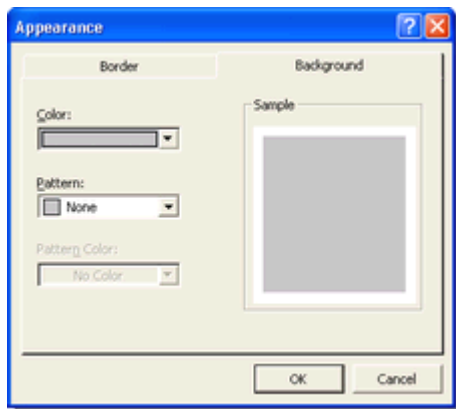 Appearance
Border
Background
Color:
Sample
Pattern:
None
Pattern Color:
No Color
OK
Cancel